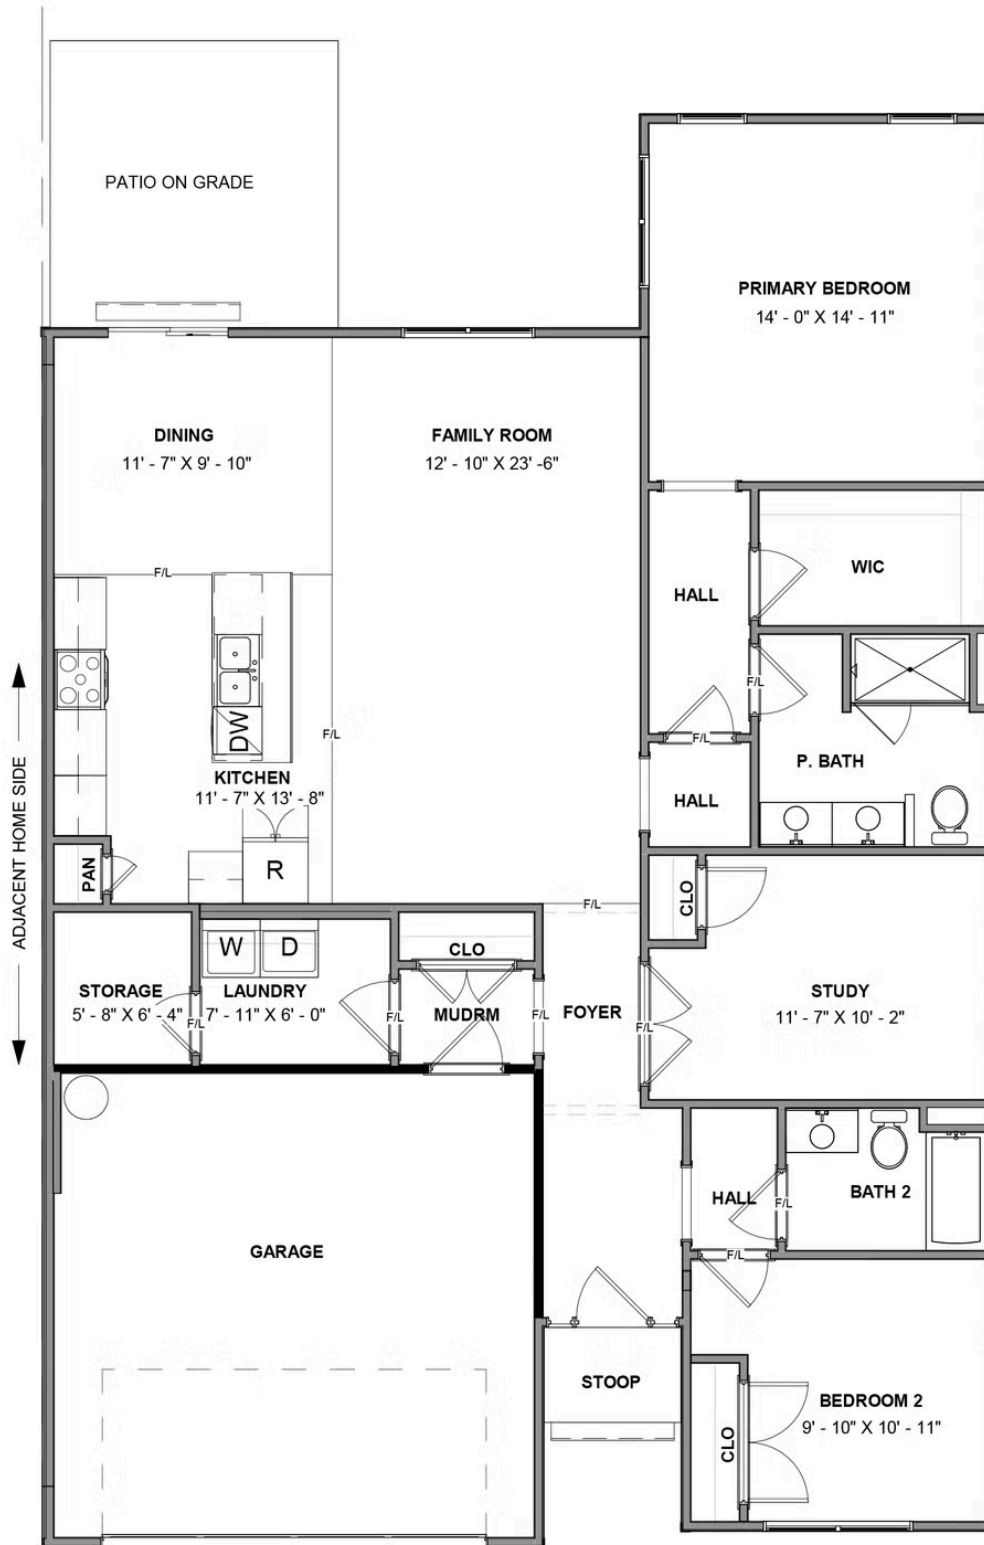 PATIO ON GRADE
PRIMARY BEDROOM
14' - 0" X 14' - 11"
DINING
11' - 7" X 9' - 10"
FAMILY ROOM
12' - 10" X 23' -6"
F/L
HALL
WIC
F/L
F/L
F/L
DW
KITCHEN
11' - 7" X 13' - 8"
P. BATH
HALL
ADJACENT HOME SIDE
PAN
R
CLO
F/L
W
D
CLO
STORAGE
5' - 8" X 6' - 4"
F/L
LAUNDRY
7' - 11" X 6' - 0"
F/L
MUDRM
F/L
FOYER
F/L
STUDY
11' - 7" X 10' - 2"
HALL
F/L
BATH 2
F/L
GARAGE
STOOP
BEDROOM 2
9' - 10" X 10' - 11"
CLO